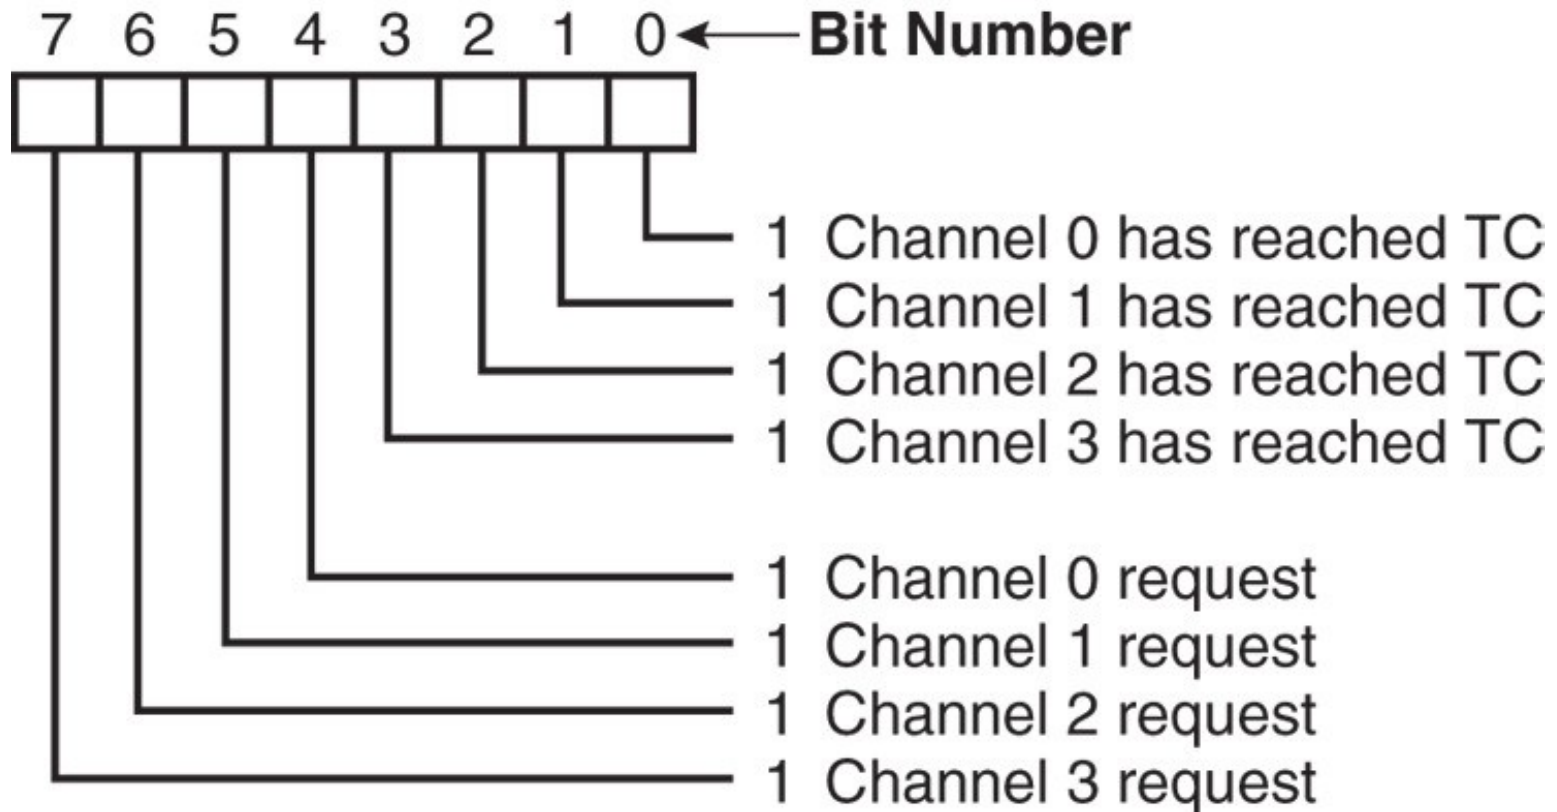 7 6 5 4 3 2 1 0 Bit Number
1 Channel 0 has reached TC
1 Channel 1 has reached TC
1 Channel 2 has reached TC
1 Channel 3 has reached TC
1 Channel 0 request
1 Channel 1 request
1 Channel 2 request
1 Channel 3 request